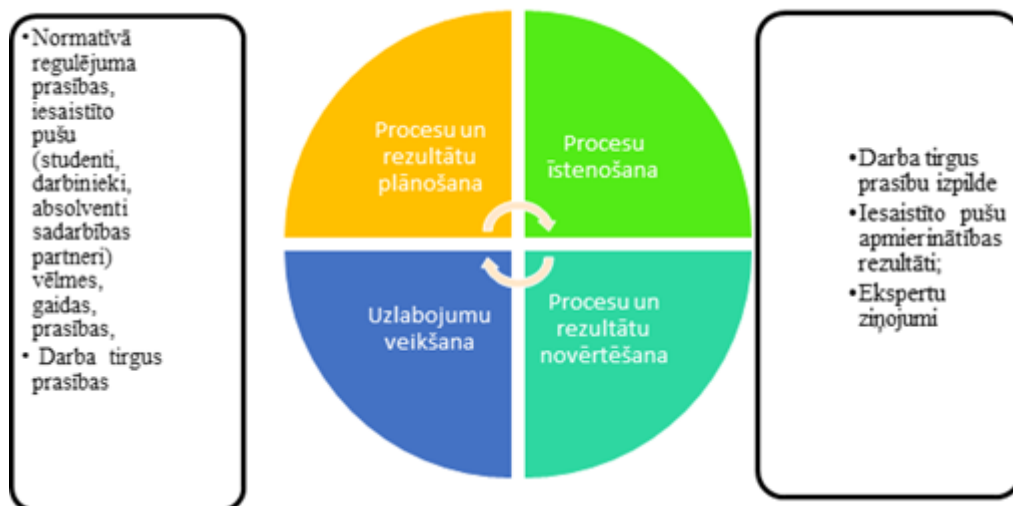 •Normatīvā
regulējuma
prasības,
iesaistīto
pušu
(studenti,
darbinieki,
absolventi
sadarbības
partneri)
vēlmes,
gaidas,
prasības,
• Darba tirgus
prasības
Procesu un
rezultātu
plānošana
Procesu
īstenošana
Uzlabojumu
veikšana
Procesu un
rezultātu
novērtēšana
•Darba tirgus
prasību izpilde
•Iesaistīto pušu
apmierinātības
rezultāti;
•Ekspertu
ziņojumi